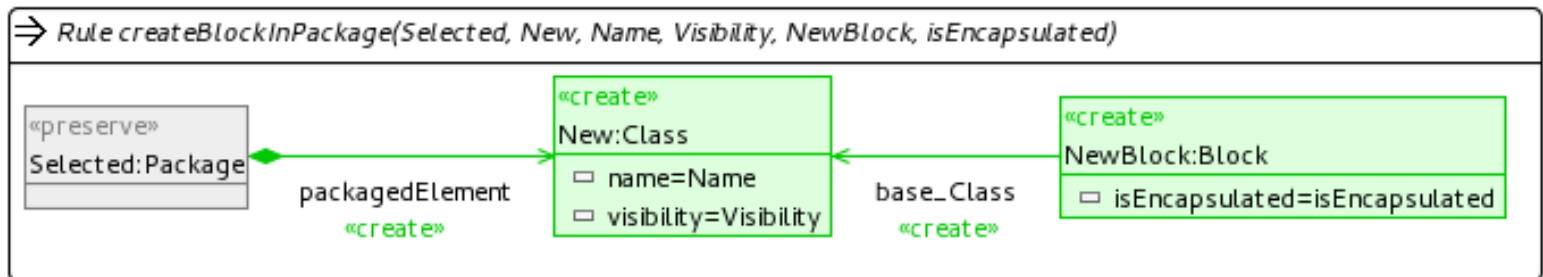 Rule createBlockInPackage(Selected, New, Name, Visibility, NewBlock, isEncapsulated)
«preserve»
Selected:Package
packagedElement
«create»
«create»
New:Class
name=Name
visibility=Visibility
base_Class
«create»
«create»
NewBlock:Block
isEncapsulated=isEncapsulated